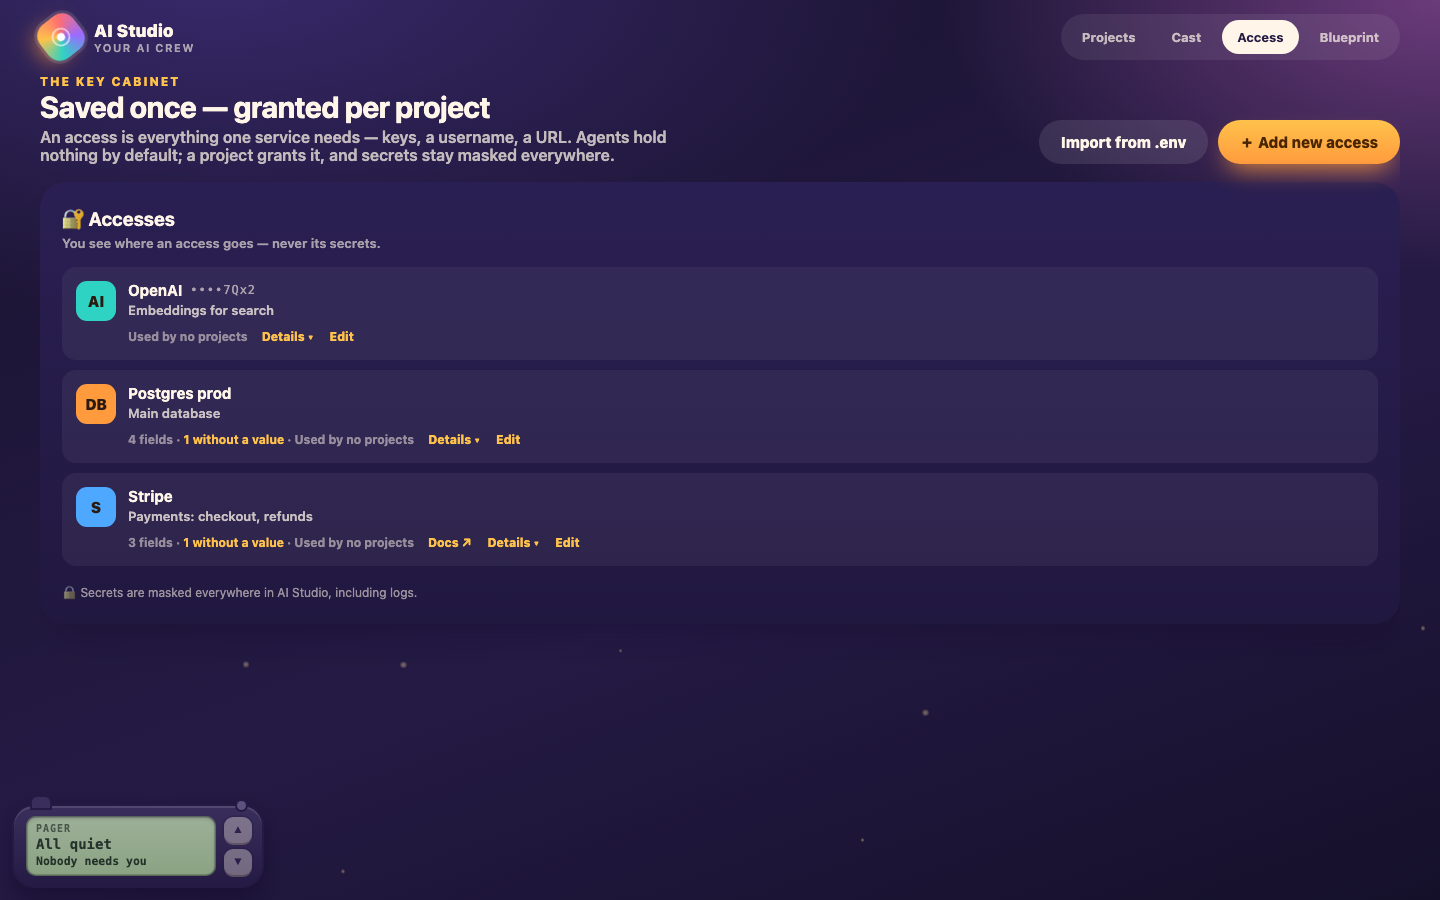 AI Studio
YOUR AI CREW
Projects
Cast
Access
Blueprint
THE KEY CABINET
Saved once — granted per project
An access is everything one service needs — keys, a username, a URL. Agents hold
nothing by default; a project grants it, and secrets stay masked everywhere.
Import from .env
+ Add new access
🔐 Accesses
You see where an access goes — never its secrets.
AI
OpenAI ••••7Qx2
Embeddings for search
Used by no projects Details ▾ Edit
DB
Postgres prod
Main database
4 fields · 1 without a value · Used by no projects Details ▾ Edit
S
Stripe
Payments: checkout, refunds
3 fields · 1 without a value · Used by no projects Docs ↗ Details ▾ Edit
🔒 Secrets are masked everywhere in AI Studio, including logs.
PAGER
All quiet
Nobody needs you
▲
▼